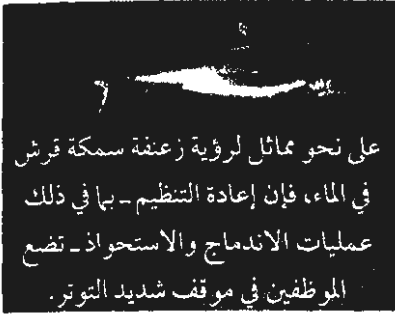 على نحو مماثل لرؤية زعنفة سمكة قرش
في الماء، فإن إعادة التنظيم ـ بما في ذلك
عمليات الاندماج والاستحواذ ـ تضع
الموظفين في موقف شديد التوتر.